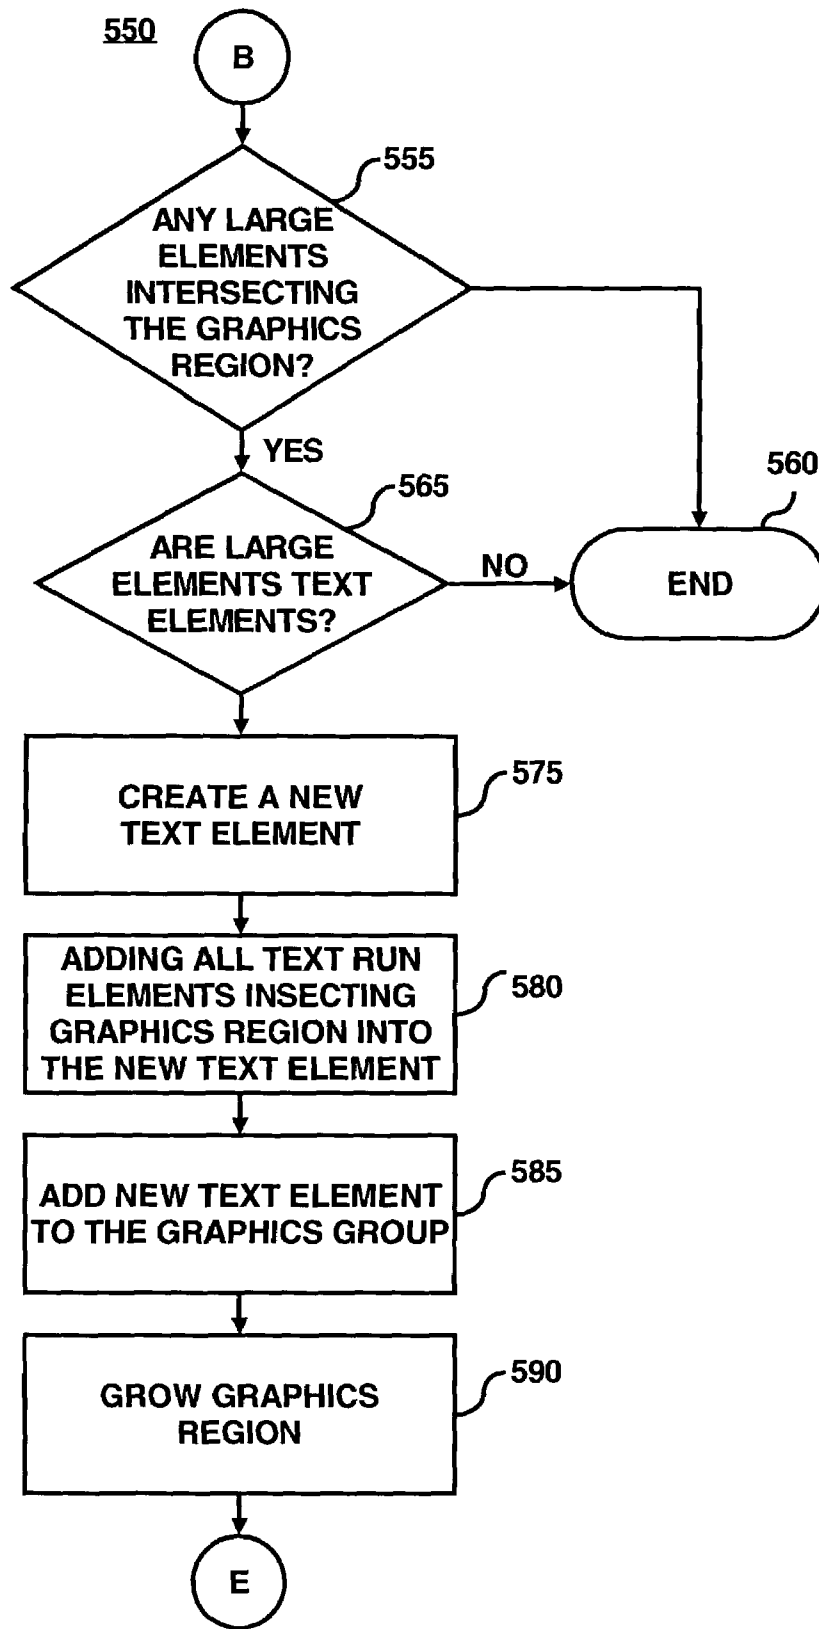 550
B
555
ANY LARGE
ELEMENTS
INTERSECTING
THE GRAPHICS
REGION?
YES
560
565
ARE LARGE
ELEMENTS TEXT
ELEMENTS?
NO
END
575
CREATE A NEW
TEXT ELEMENT
580
ADDING ALL TEXT RUN
ELEMENTS INSECTING
GRAPHICS REGION INTO
THE NEW TEXT ELEMENT
585
ADD NEW TEXT ELEMENT
TO THE GRAPHICS GROUP
590
GROW GRAPHICS
REGION
E